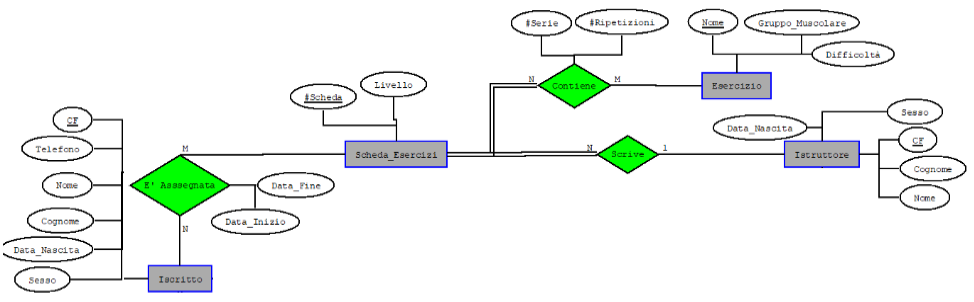 #Serie
#Ripetizioni
Nome
Gruppo_Muscolare
Difficoltà
N
Contiene
M
Esercizio
#Scheda
Livello
CF
Telefono
Nome
Cognome
Data_Nascita
Sesso
M
E' Asssegnata
N
Iscritto
Data_Fine
Data_Inizio
Scheda_Esercizi
N
Scrive
1
Data_Nascita
Istruttore
Sesso
CF
Cognome
Nome